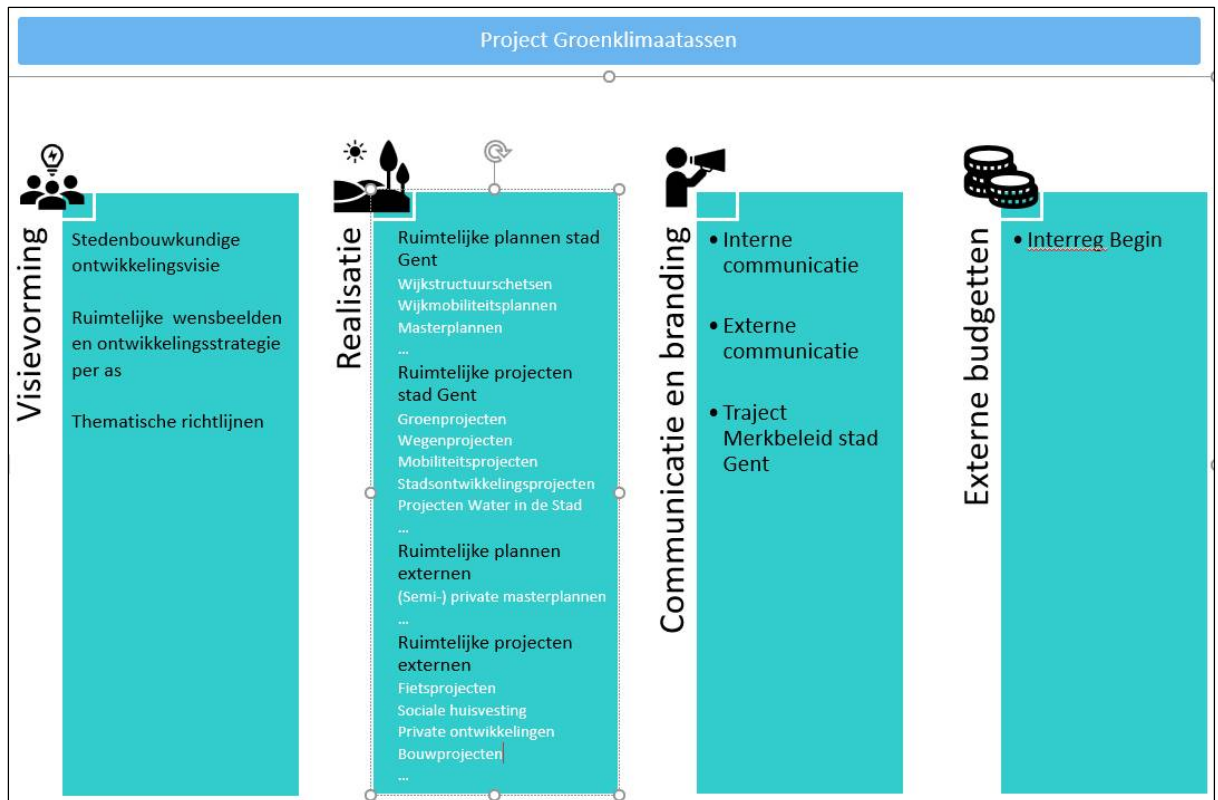 Project Groenklimaatassen
Visievorming
Stedenbouwkundige
ontwikkelingsvisie
Ruimtelijke wensbeelden
en ontwikkelingsstrategie
per as
Thematische richtlijnen
Realisatie
Ruimtelijke plannen stad
Gent
Wijkstructuurschetsen
Wijkmobiliteitsplannen
Masterplannen
...
Ruimtelijke projecten
stad Gent
Groenprojecten
Wegenprojecten
Mobiliteitsprojecten
Stadsontwikkelingsprojecten
Projecten Water in de Stad
...
Ruimtelijke plannen
externen
(Semi-) private masterplannen
...
Ruimtelijke projecten
externen
Fietsprojecten
Sociale huisvesting
Private ontwikkelingen
Bouwprojecten
...
Communicatie en branding
• Interne
communicatie
• Externe
communicatie
• Traject
Merkbeleid stad
Gent
Externe budgetten
• Interreg Begin